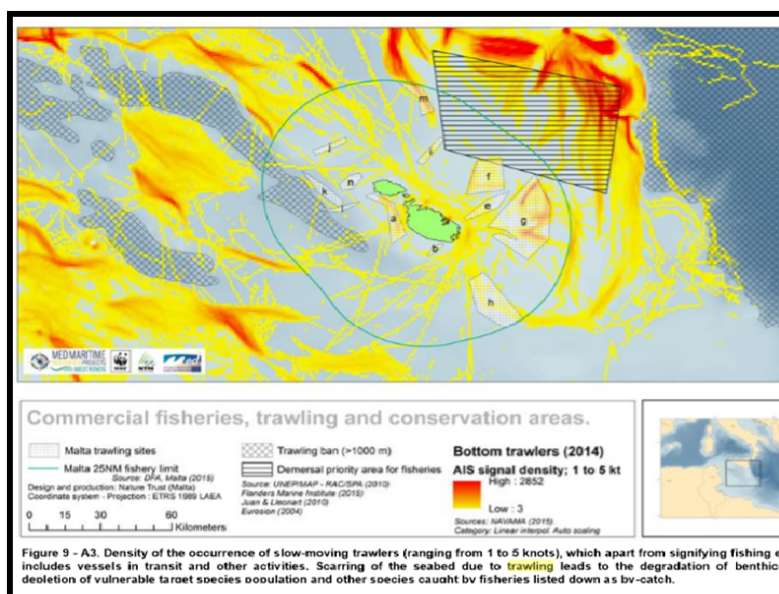 m
j
i
f
n
k
l
e
a
g
b
h
MEDMARITIME
PROJECTS
WWF
NTM
Med
Commercial fisheries, trawling and conservation areas.
Malta trawling sites
Malta 25NM fishery limit
Source: DFA, Malta (2015)
Design and production: Nature Trust (Malta)
Coordinate system - Projection : ETRS 1989 LAEA
0 15 30 60
Kilometers
Trawling ban (>1000 m)
Demersal priority area for fisheries
Source: UNEP/MAP - RAC/SPA (2010)
Flanders Marine Institute (2015)
Juan & Lleonart (2010)
Eurosion (2004)
Bottom trawlers (2014)
AIS signal density; 1 to 5 kt
High : 2852
Low : 3
Sources: NAVAMA (2015).
Category: Linear interpol. Auto scaling
Figure 9 - A3. Density of the occurrence of slow-moving trawlers (ranging from 1 to 5 knots), which apart from signifying fishing e
includes vessels in transit and other activities. Scarring of the seabed due to trawling leads to the degradation of benthic
depletion of vulnerable target species population and other species caught by fisheries listed down as by-catch.